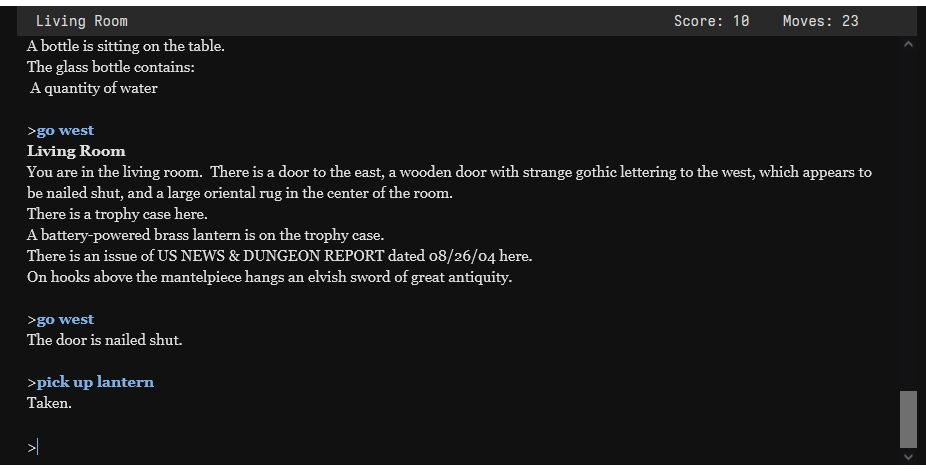 Living Room Score: 10 Moves: 23
A bottle is sitting on the table.
The glass bottle contains:
A quantity of water
>go west
Living Room
You are in the living room.  There is a door to the east, a wooden door with strange gothic lettering to the west, which appears to
be nailed shut, and a large oriental rug in the center of the room.
There is a trophy case here.
A battery-powered brass lantern is on the trophy case.
There is an issue of US NEWS & DUNGEON REPORT dated 08/26/04 here.
On hooks above the mantelpiece hangs an elvish sword of great antiquity.
>go west
The door is nailed shut.
>pick up lantern
Taken.
>